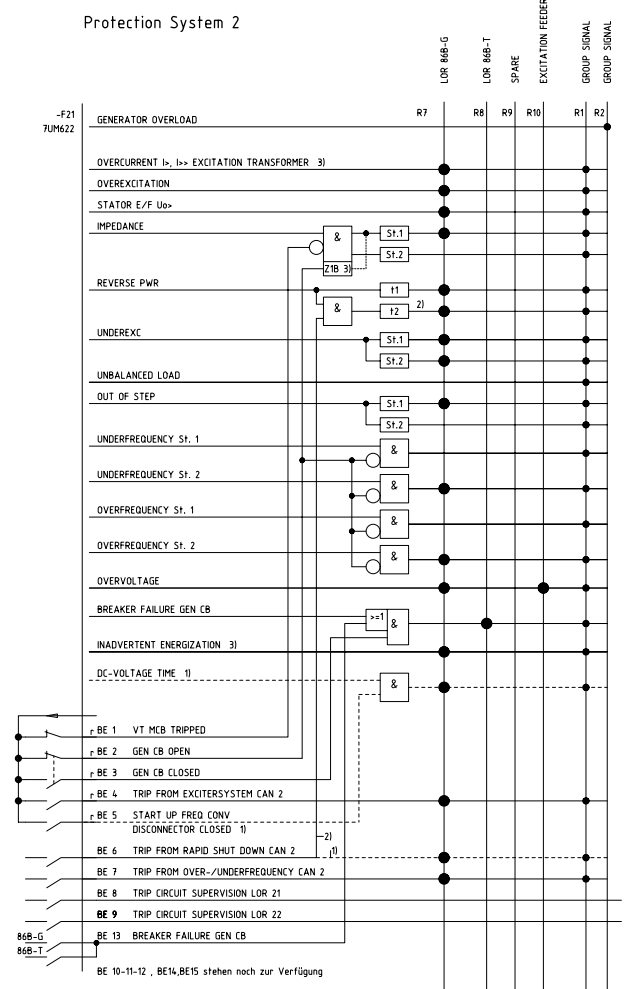 Protection System 2
LOR 86B-G
LOR 86B-T
SPARE
EXCITATION FEEDER
GROUP SIGNAL
GROUP SIGNAL
-F21
7UM622
R7 R8 R9 R10 R1 R2
GENERATOR OVERLOAD
OVERCURRENT I>, I>> EXCITATION TRANSFORMER 3)
OVEREXCITATION
STATOR E/F Uo>
IMPEDANCE
& St.1
St.2
Z1B 3)
REVERSE PWR
t1
& t2 2)
UNDEREXC
St.1
St.2
UNBALANCED LOAD
OUT OF STEP
St.1
St.2
UNDERFREQUENCY St. 1
&
UNDERFREQUENCY St. 2
&
OVERFREQUENCY St. 1
&
OVERFREQUENCY St. 2
&
OVERVOLTAGE
BREAKER FAILURE GEN CB
>=1 &
INADVERTENT ENERGIZATION 3)
DC-VOLTAGE TIME 1)
&
BE 1 VT MCB TRIPPED
BE 2 GEN CB OPEN
BE 3 GEN CB CLOSED
BE 4 TRIP FROM EXCITERSYSTEM CAN 2
BE 5 START UP FREQ CONV
DISCONNECTOR CLOSED 1)
2)
BE 6 TRIP FROM RAPID SHUT DOWN CAN 2 1)
BE 7 TRIP FROM OVER-/UNDERFREQUENCY CAN 2
BE 8 TRIP CIRCUIT SUPERVISION LOR 21
BE 9 TRIP CIRCUIT SUPERVISION LOR 22
86B-G BE 13 BREAKER FAILURE GEN CB
86B-T
BE 10-11-12 , BE14,BE15 stehen noch zur Verfügung